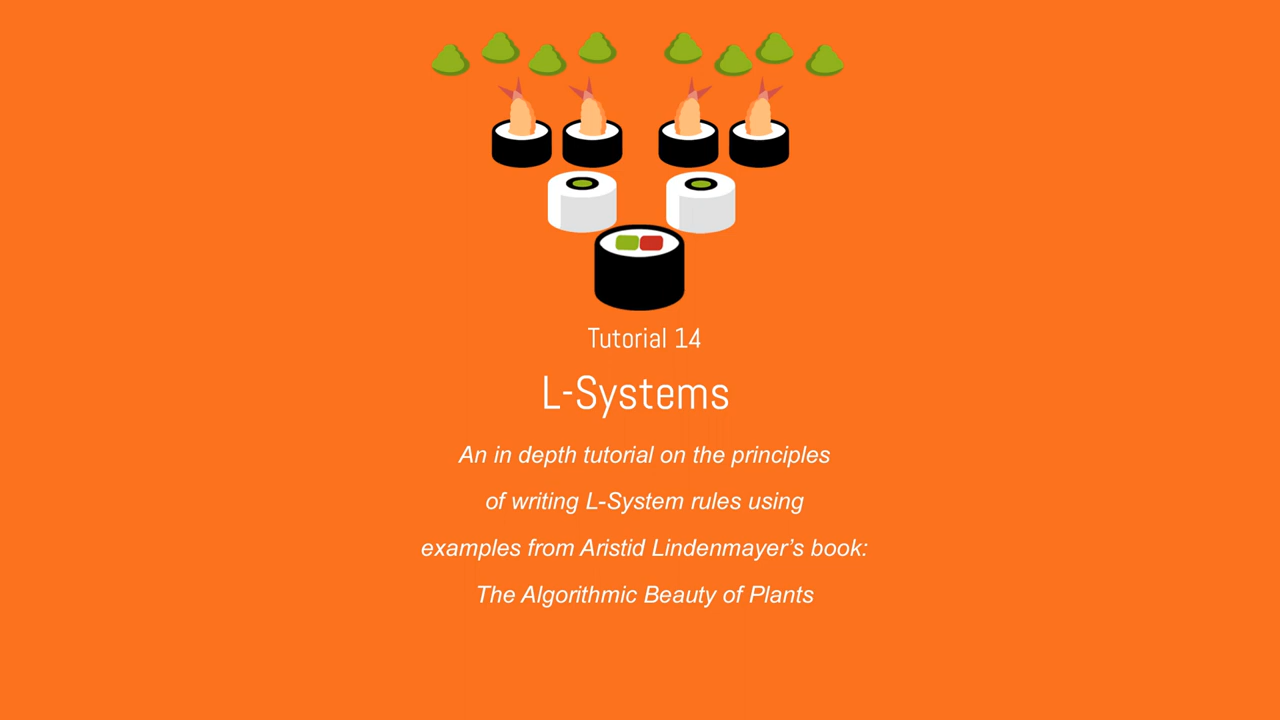 Tutorial 14
L-Systems
An in depth tutorial on the principles
of writing L-System rules using
examples from Aristid Lindenmayer’s book:
The Algorithmic Beauty of Plants